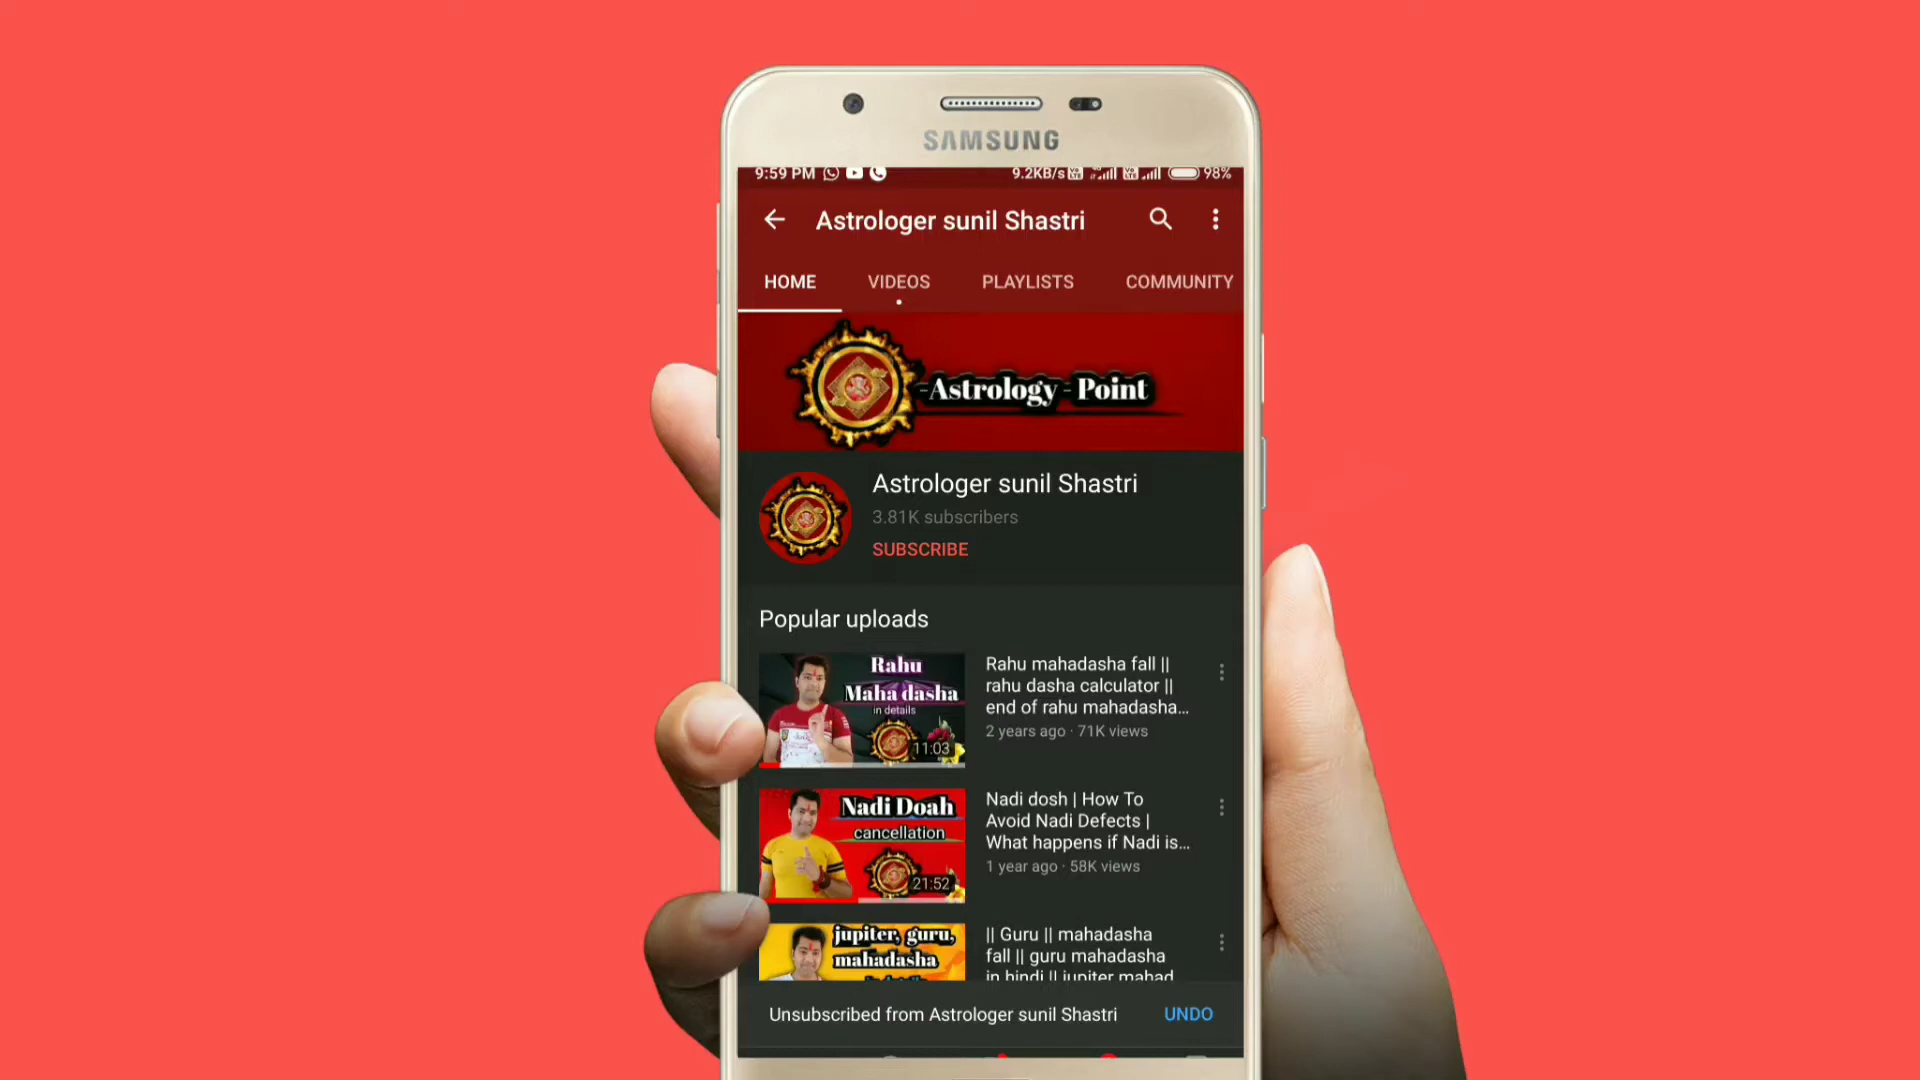 SAMSUNG
9:59 PM 9.2KB/s 98%
Astrologer sunil Shastri
HOME VIDEOS PLAYLISTS COMMUNITY
-Astrology - Point
Astrologer sunil Shastri
3.81K subscribers
SUBSCRIBE
Popular uploads
Rahu
Maha dasha
in details
11:03
Rahu mahadasha fall ||
rahu dasha calculator ||
end of rahu mahadasha...
2 years ago · 71K views
Nadi Doah
cancellation
21:52
Nadi dosh | How To
Avoid Nadi Defects |
What happens if Nadi is...
1 year ago · 58K views
jupiter, guru,
mahadasha
|| Guru || mahadasha
fall || guru mahadasha
in hindi || jupiter mahad
Unsubscribed from Astrologer sunil Shastri UNDO